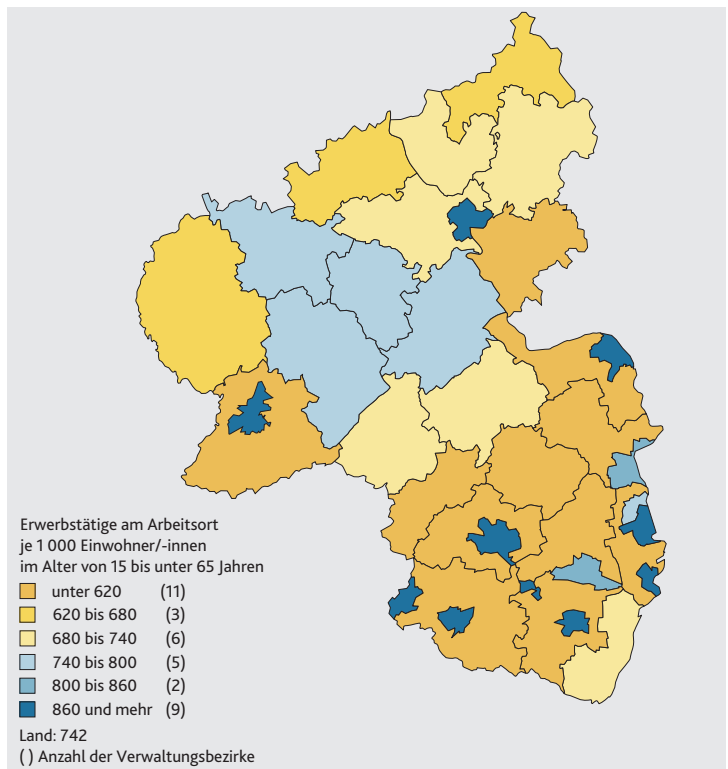 Erwerbstätige am Arbeitsort
je 1 000 Einwohner/-innen
im Alter von 15 bis unter 65 Jahren
unter 620 (11)
620 bis 680 (3)
680 bis 740 (6)
740 bis 800 (5)
800 bis 860 (2)
860 und mehr (9)
Land: 742
( ) Anzahl der Verwaltungsbezirke